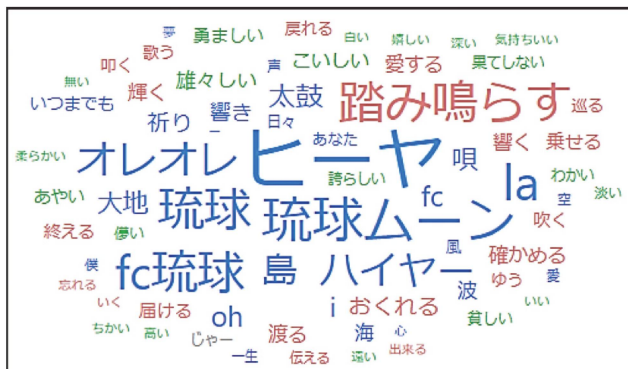 夢 勇ましい 戻れる 白い 嬉しい 深い 気持ちいい
叩く 歌う 声 こいしい 愛する 果てしない
無い 輝く 雄々しい 太鼓 踏み鳴らす 巡る
いつまでも 祈り 響き 日々 あなた 響く 乗せる
柔らかい オレオレ ー ヒーヤ 誇らしい 唄 la わかい 淡い
あやい 大地 琉球 琉球ムーン fc 空 吹く
終える 儚い 風 確かめる
僕 fc琉球 島 ハイヤー 波 ゆう 愛
忘れる いく 届ける oh i おくれる いい
ちかい 高い じゃー 渡る 海 心 貧しい
一生 伝える 遠い 出来る